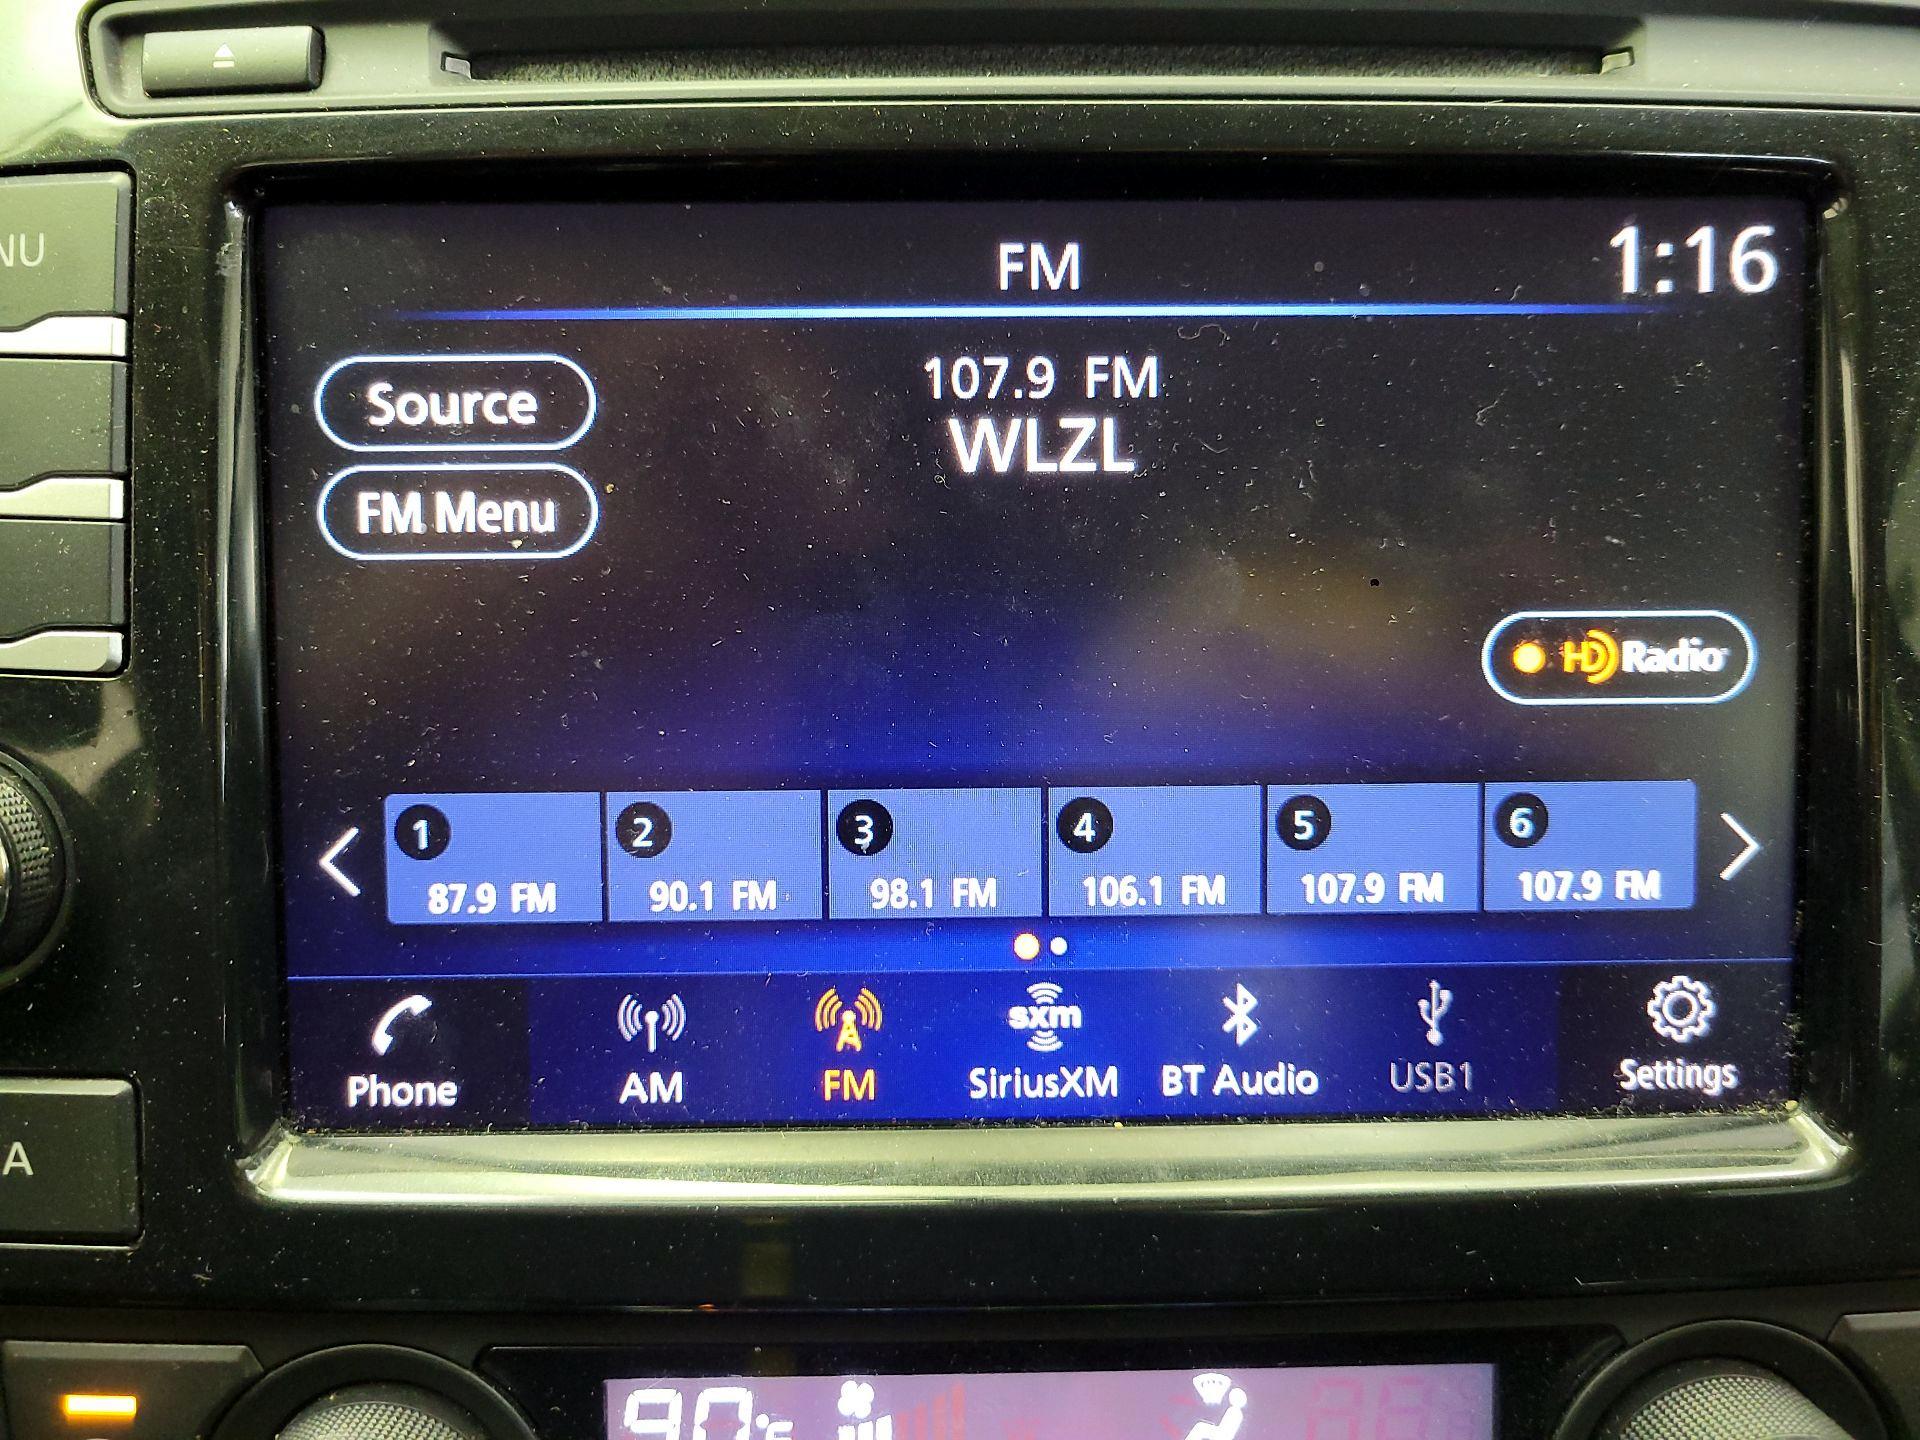 NU
FM
1:16
Source
107.9 FM
WLZL
FM Menu
HD Radio
1
2
3
4
5
6
87.9 FM
90.1 FM
98.1 FM
106.1 FM
107.9 FM
107.9 FM
sxm
Phone
AM
FM
SiriusXM
BT Audio
USB1
Settings
A
90°F